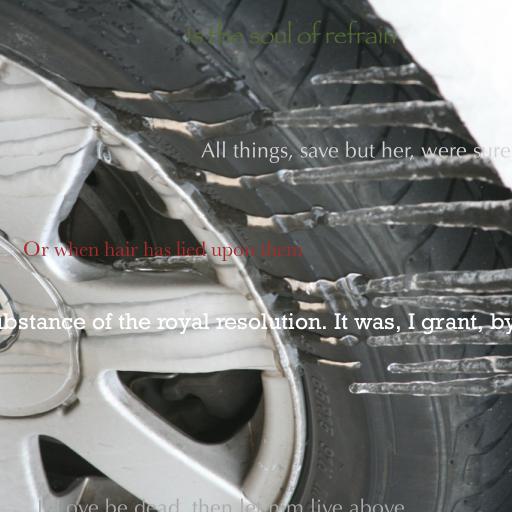 is the soul of refrain
All things, save but her, were sure
Or when hair has lied upon them
ubstance of the royal resolution. It was, I grant, by
Love be dead, then let him live above